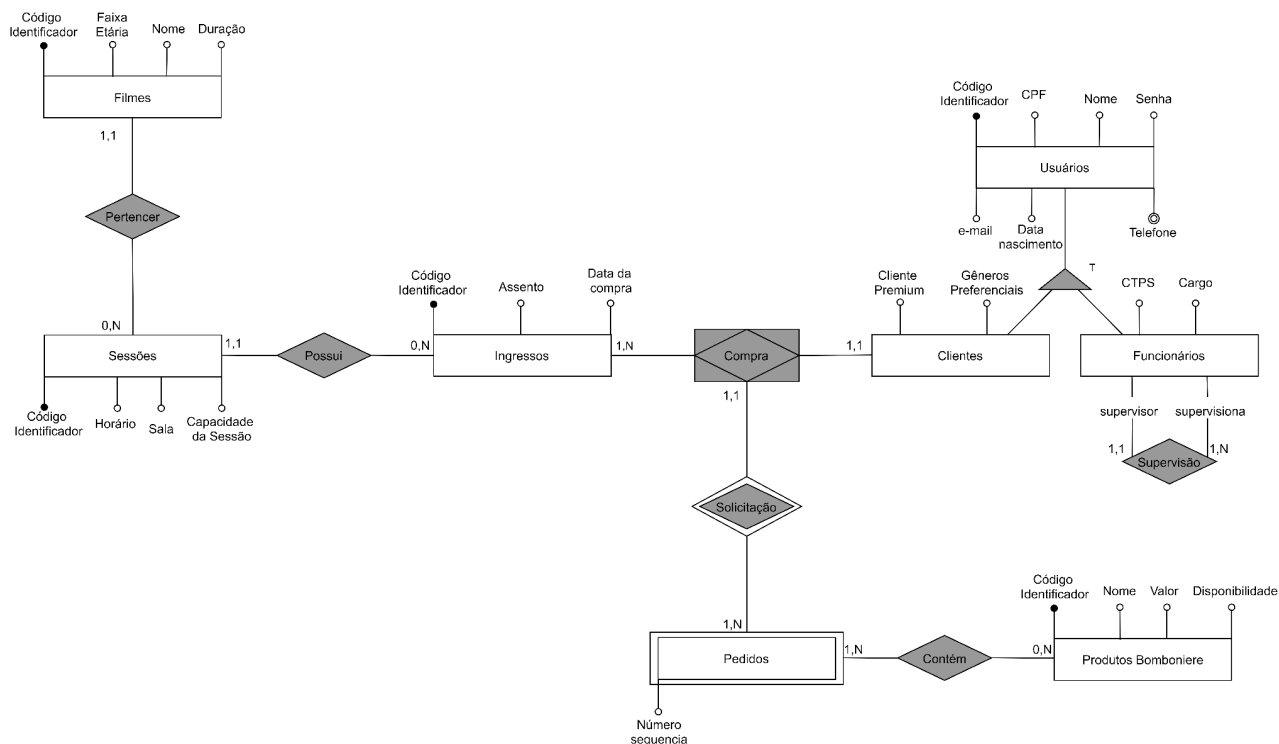 Código
Identificador
Faixa
Etária
Nome
Duração
Filmes
1,1
Pertencer
0,N
Sessões
1,1
Código
Identificador
Horário
Sala
Capacidade
da Sessão
Possui
0,N
Código
Identificador
Assento
Data da
compra
Ingressos
1,N
Compra
1,1
1,1
Cliente
Premium
Gêneros
Preferenciais
Clientes
Código
Identificador
CPF
Nome
Senha
Usuários
e-mail
Data
nascimento
Telefone
T
CTPS
Cargo
Funcionários
supervisor
supervisiona
1,1
1,N
Supervisão
Solicitação
1,N
Pedidos
1,N
Número
sequencia
Contém
0,N
Código
Identificador
Nome
Valor
Disponibilidade
Produtos Bomboniere